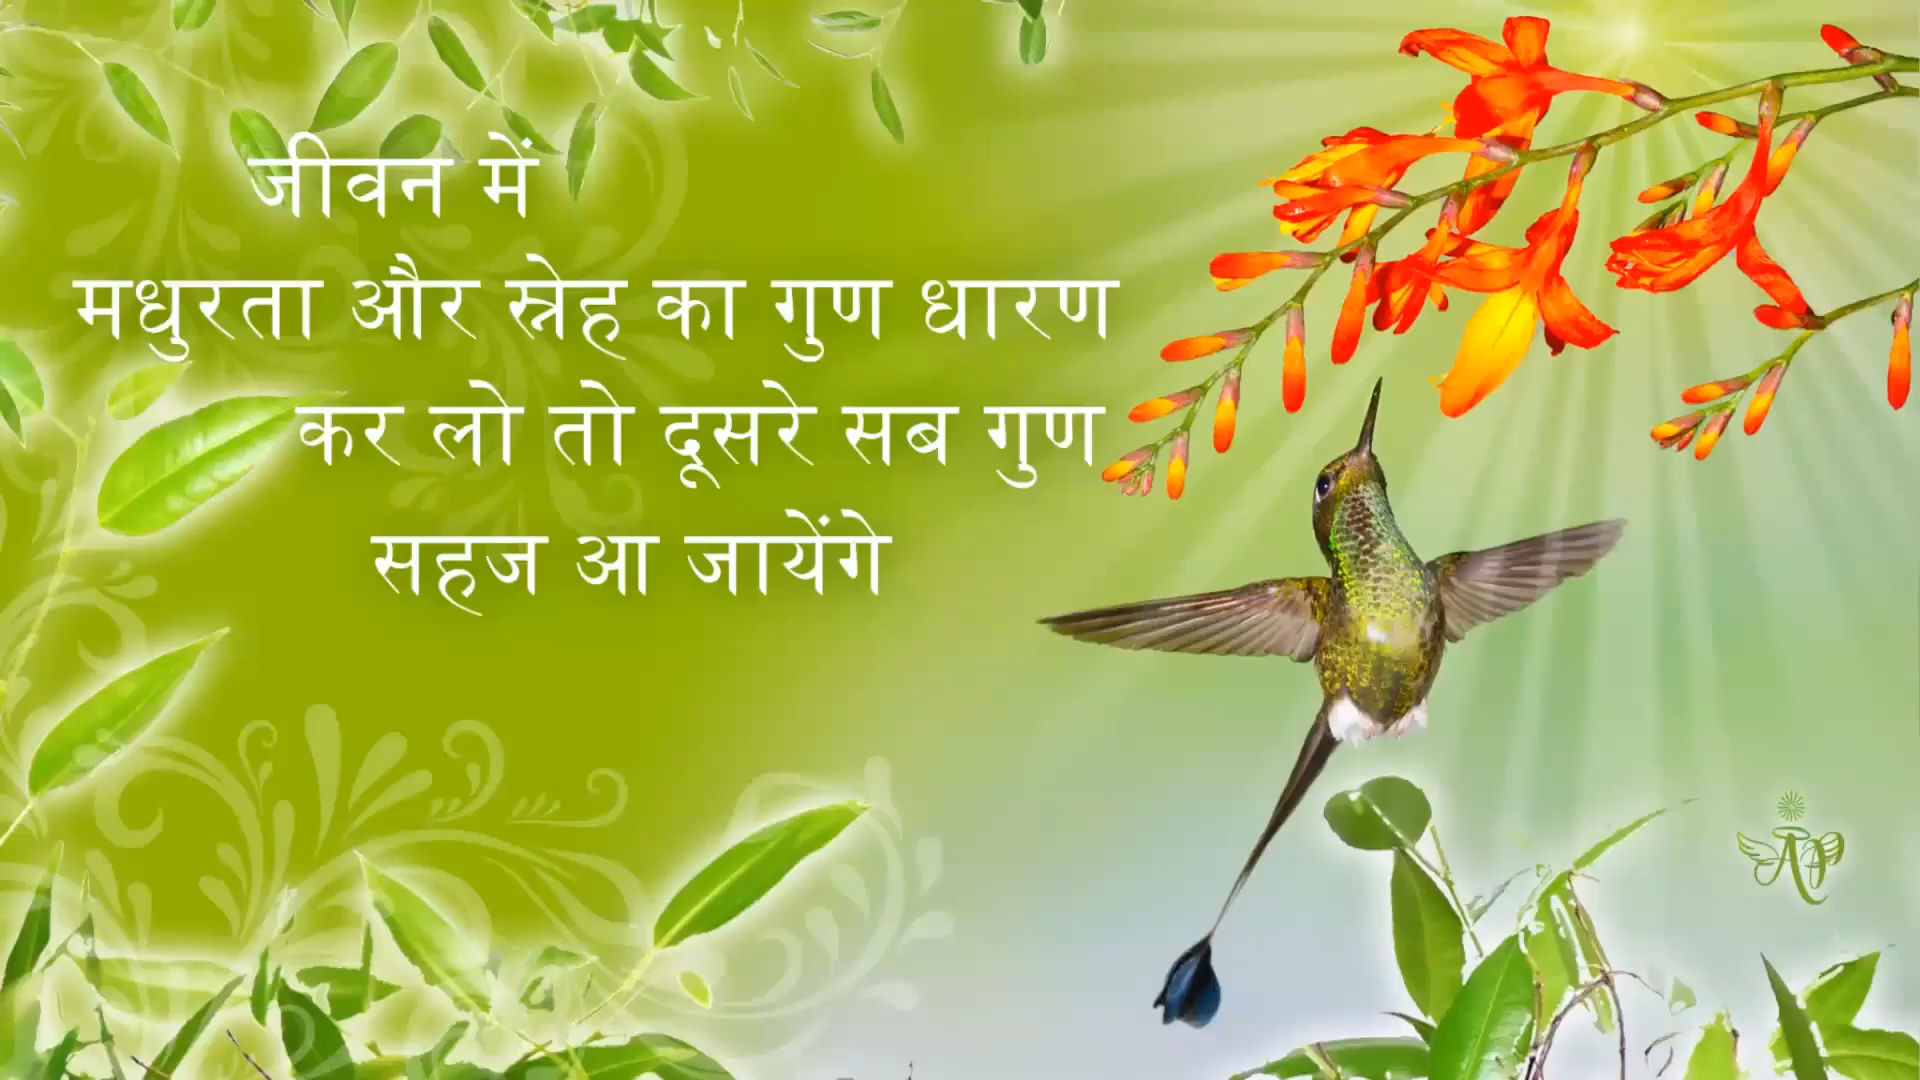 जीवन में
मधुरता और स्नेह का गुण धारण
कर लो तो दूसरे सब गुण
सहज आ जायेंगे